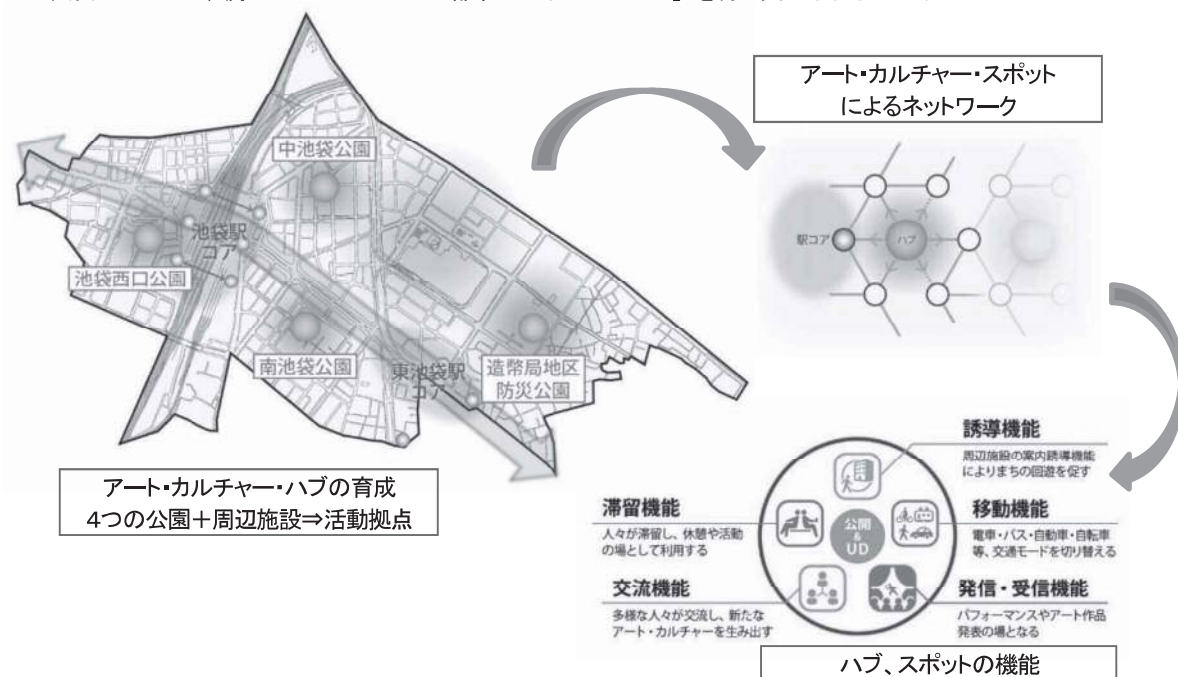 アート・カルチャー・スポット
によるネットワーク
中池袋公園
池袋駅
コア
池袋西口公園
南池袋公園
東池袋駅
コア
造幣局地区
防災公園
駅コア
ハブ
アート・カルチャー・ハブの育成
4つの公園+周辺施設⇒活動拠点
誘導機能
周辺施設の案内誘導機能
によりまちの回遊を促す
滞留機能
人々が滞留し、休憩や活動
の場として利用する
公開
&
UD
移動機能
電車・バス・自動車・自転車
等、交通モードを切り替える
交流機能
多様な人々が交流し、新たな
アート・カルチャーを生み出す
発信・受信機能
パフォーマンスやアート作品
発表の場となる
ハブ、スポットの機能